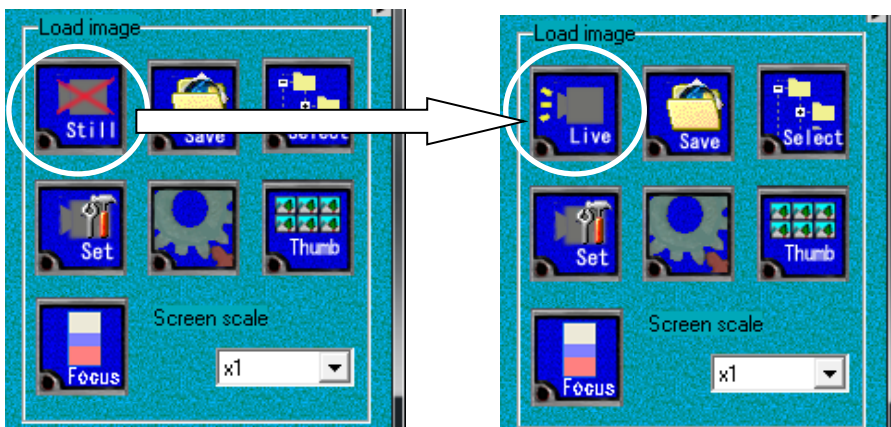 Load image
Still
Save
Select
Set
Thumb
Screen scale
Focus
x1
Load image
Live
Save
Select
Set
Thumb
Screen scale
Focus
x1